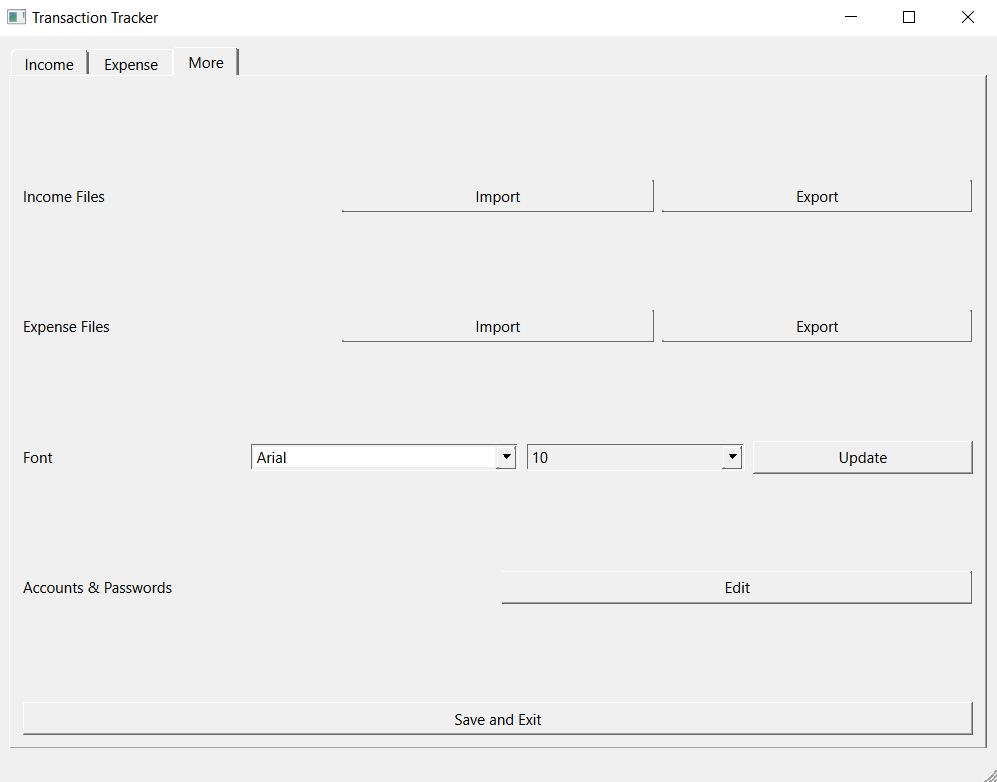 Transaction Tracker
Income Expense More
Income Files Import Export
Expense Files Import Export
Font Arial 10 Update
Accounts & Passwords Edit
Save and Exit